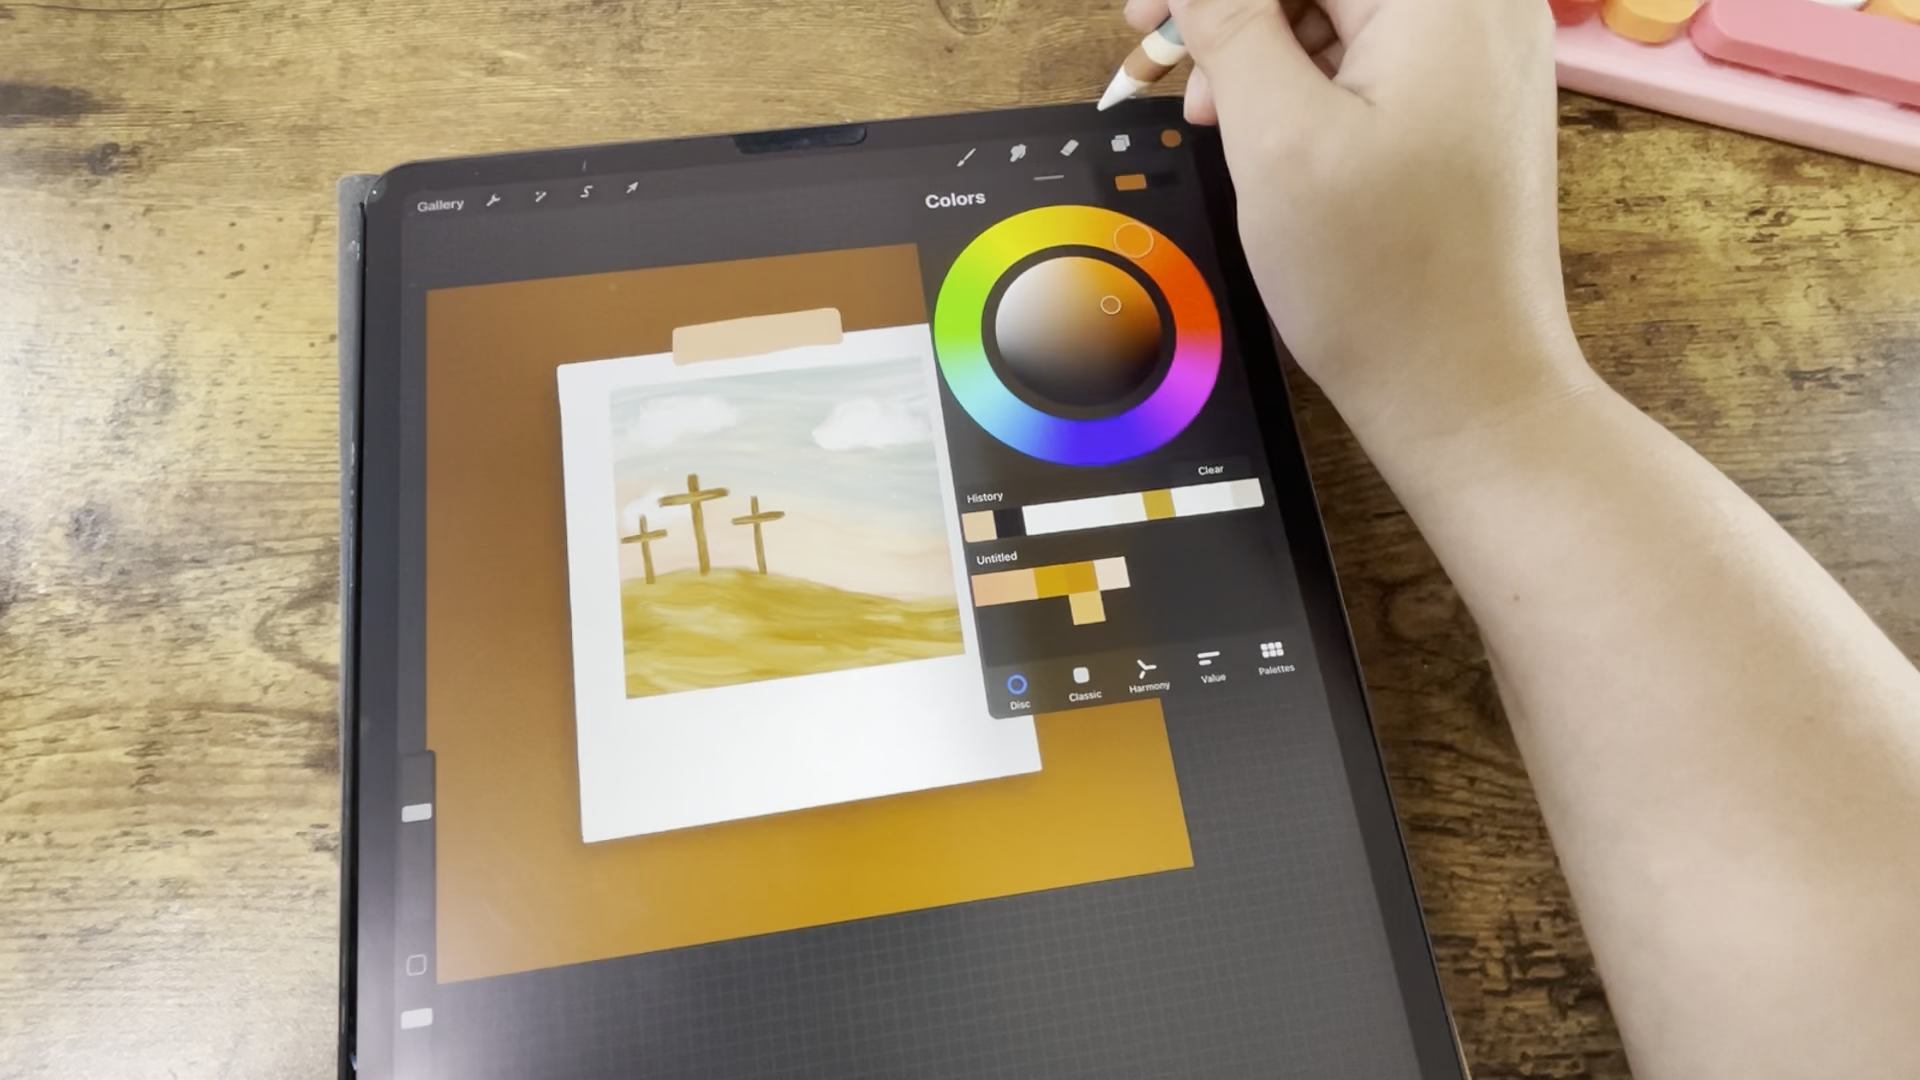 Gallery
Colors
Clear
History
Untitled
Disc
Classic
Harmony
Value
Palettes